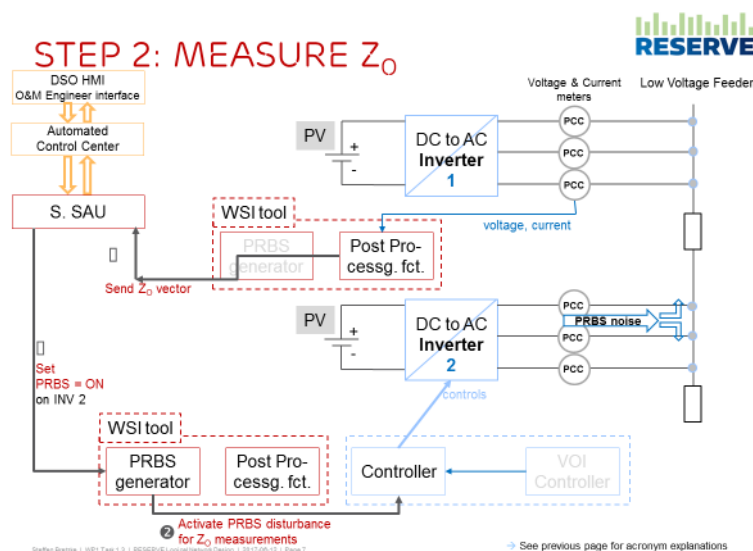 RESERVE
STEP 2: MEASURE Z₀
DSO HMI
O&M Engineer interface
Automated
Control Center
S. SAU
Voltage & Current
meters
Low Voltage Feeder
PV
+
-
DC to AC
Inverter
1
PCC
PCC
PCC
voltage, current
WSI tool
PRBS
generator
Post Pro-
cessg. fct.
Send Z₀ vector
PV
+
-
DC to AC
Inverter
2
PCC
PRBS noise
PCC
PCC
controls
Set
PRBS = ON
on INV 2
WSI tool
PRBS
generator
Post Pro-
cessg. fct.
Controller
VOI
Controller
❷ Activate PRBS disturbance
for Z₀ measurements
→ See previous page for acronym explanations